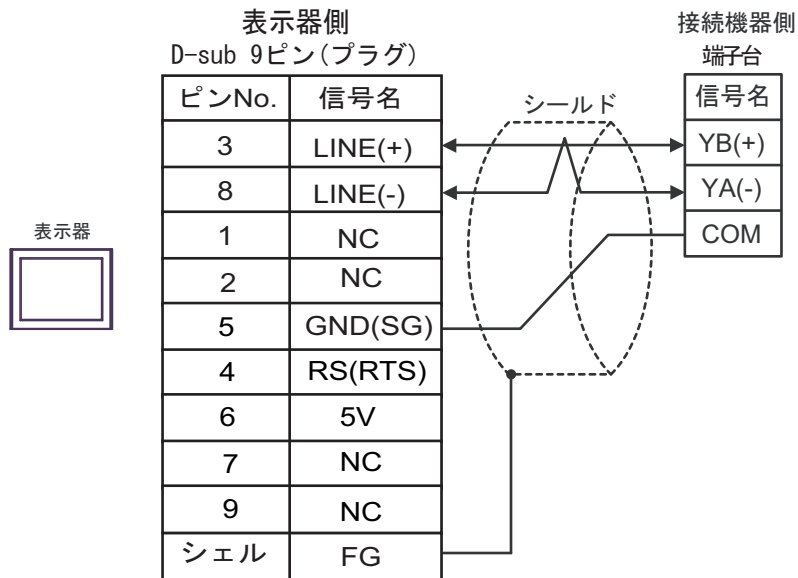 表示器側
D-sub 9ピン(プラグ)
接続機器側
端子台
ピンNo. 信号名
シールド
信号名
3 LINE(+)
YB(+)
8 LINE(-)
YA(-)
1 NC
COM
表示器
2 NC
5 GND(SG)
4 RS(RTS)
6 5V
7 NC
9 NC
シェル FG